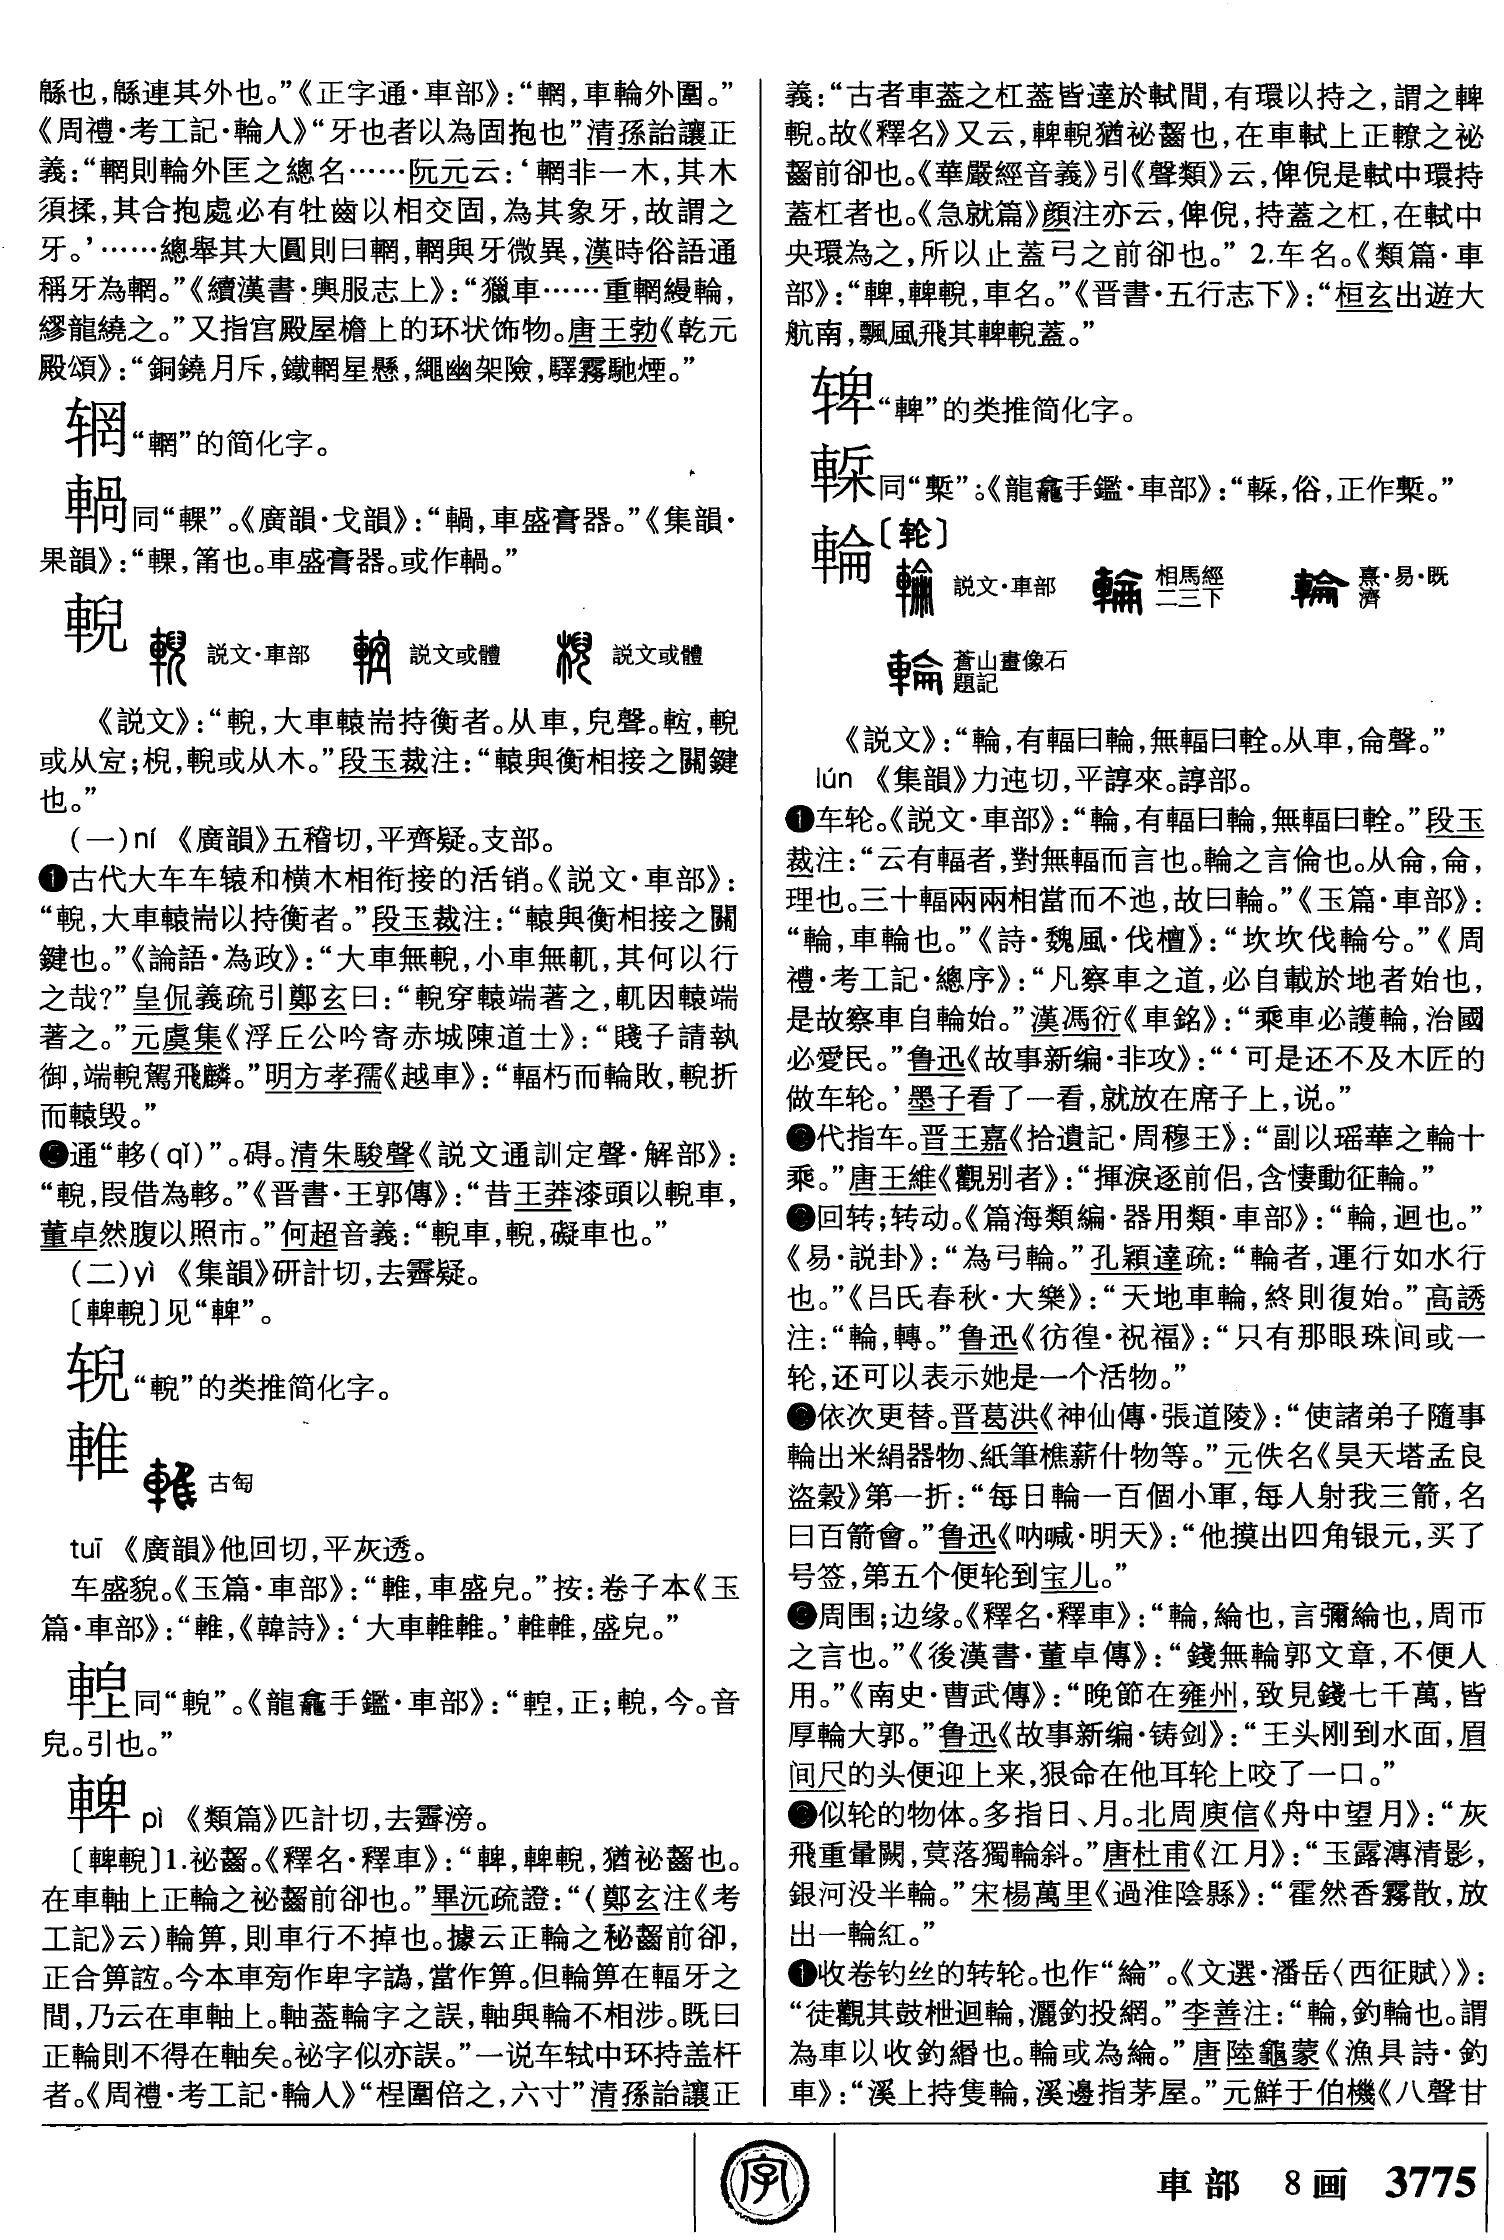 緜也，緜連其外也。”《正字通·車部》：“輞，車輪外圍。”
《周禮·考工記·輪人》“牙也者以為固抱也”清孫詒讓正
義：“輞則輪外匡之總名……阮元云：‘輞非一木，其木
須揉，其合抱處必有牡齒以相交固，為其象牙，故謂之
牙。’……總舉其大圓則曰輞，輞與牙微異，漢時俗語通
稱牙為輞。”《續漢書·輿服志上》：“獵車……重輞縵輪，
繆龍繞之。”又指宫殿屋檐上的环状饰物。唐王勃《乾元
殿頌》：“銅鐃月斥，鐵輞星懸，繩幽架險，驛霧馳煙。”
辋“輞”的简化字。
輠同“輠”。《廣韻·戈韻》：“，車盛膏器。”《集韻·
果韻》：“輠，筩也。車盛膏器。或作。”
輗
説文·車部 説文或體 説文或體
《説文》：“輗，大車轅耑持衡者。从車，兒聲。，輗
或从宜；棿，輗或从木。”段玉裁注：“轅與衡相接之關鍵
也。”
(一)ní 《廣韻》五稽切，平齊疑。支部。
❶古代大车车辕和横木相衔接的活销。《説文·車部》：
“輗，大車轅耑以持衡者。”段玉裁注：“轅與衡相接之關
鍵也。”《論語·為政》：“大車無輗，小車無軏，其何以行
之哉？”皇侃義疏引鄭玄曰：“輗穿轅端著之，軏因轅端
著之。”元虞集《浮丘公吟寄赤城陳道士》：“賤子請執
御，端輗駕飛麟。”明方孝孺《越車》：“輻朽而輪敗，輗折
而轅毁。”
❷通“𨋢(qǐ)”。碍。清朱駿聲《説文通訓定聲·解部》：
“輗，叚借為。”《晋書·王郭傳》：“昔王莽漆頭以輗車，
董卓然腹以照市。”何超音義：“輗車，輗，礙車也。”
(二)yì 《集韻》研計切，去霽疑。
〔輗〕见“”。
“輗”的类推简化字。
䡺
古匋
tuī 《廣韻》他回切，平灰透。
车盛貌。《玉篇·車部》：“，車盛皃。”按：卷子本《玉
篇·車部》：“，《韓詩》：‘大車。’，盛皃。”
同“輗”。《龍龕手鑑·車部》：“，正；輗，今。音
兒。引也。”
pì 《類篇》匹計切，去霽滂。
〔輗〕1.祕齧。《釋名·釋車》：“，輗，猶祕齧也。
在車軸上正輪之祕齧前卻也。”畢沅疏證：“(鄭玄注《考
工記》云)輪箅，則車行不掉也。據云正輪之秘齧前卻，
正合箅誼。今本車旁作卑字譌，當作箅。但輪箅在輻牙之
間，乃云在車軸上。軸蓋輪字之誤，軸與輪不相涉。既曰
正輪則不得在軸矣。祕字似亦誤。”一说车轼中环持盖杆
者。《周禮·考工記·輪人》“桯圍倍之，六寸”清孫詒讓正
義：“古者車蓋之杠蓋皆達於軾間，有環以持之，謂之
輗。故《釋名》又云，輗猶祕齧也，在車軾上正轑之祕
齧前卻也。《華嚴經音義》引《聲類》云，俾倪是軾中環持
蓋杠者也。《急就篇》顔注亦云，俾倪，持蓋之杠，在軾中
央環為之，所以止蓋弓之前卻也。” 2.车名。《類篇·車
部》：“，輗，車名。”《晋書·五行志下》：“桓玄出遊大
航南，飄風飛其輗蓋。”
“”的类推简化字。
同“槧”。《龍龕手鑑·車部》：“，俗，正作槧。”
輪〔轮〕
説文·車部 相馬經二三下 熹·易·既濟
蒼山畫像石題記
《説文》：“輪，有輻曰輪，無輻曰輇。从車，侖聲。”
lún 《集韻》力迍切，平諄來。諄部。
❶车轮。《説文·車部》：“輪，有輻曰輪，無輻曰輇。”段玉
裁注：“云有輻者，對無輻而言也。輪之言倫也。从侖，侖，
理也。三十輻兩兩相當而不迆，故曰輪。”《玉篇·車部》：
“輪，車輪也。”《詩·魏風·伐檀》：“坎坎伐輪兮。”《周
禮·考工記·總序》：“凡察車之道，必自載於地者始也，
是故察車自輪始。”漢馮衍《車銘》：“乘車必護輪，治國
必愛民。”鲁迅《故事新编·非攻》：“‘可是还不及木匠的
做车轮。’墨子看了一看，就放在席子上，说。”
❷代指车。晋王嘉《拾遺記·周穆王》：“副以瑶華之輪十
乘。”唐王維《觀别者》：“揮淚逐前侣，含悽動征輪。”
❸回转；转动。《篇海類編·器用類·車部》：“輪，迴也。”
《易·説卦》：“為弓輪。”孔穎達疏：“輪者，運行如水行
也。”《吕氏春秋·大樂》：“天地車輪，終則復始。”高誘
注：“輪，轉。”鲁迅《彷徨·祝福》：“只有那眼珠间或一
轮，还可以表示她是一个活物。”
❹依次更替。晋葛洪《神仙傳·張道陵》：“使諸弟子隨事
輪出米絹器物、紙筆樵薪什物等。”元佚名《昊天塔孟良
盗骰》第一折：“每日輪一百個小軍，每人射我三箭，名
曰百箭會。”鲁迅《呐喊·明天》：“他摸出四角银元，买了
号签，第五个便轮到宝儿。”
❺周围；边缘。《釋名·釋車》：“輪，綸也，言彌綸也，周帀
之言也。”《後漢書·董卓傳》：“錢無輪郭文章，不便人
用。”《南史·曹武傳》：“晚節在雍州，致見錢七千萬，皆
厚輪大郭。”鲁迅《故事新编·铸剑》：“王头刚到水面，眉
间尺的头便迎上来，狠命在他耳轮上咬了一口。”
❻似轮的物体。多指日、月。北周庾信《舟中望月》：“灰
飛重暈闕，蓂落獨輪斜。”唐杜甫《江月》：“玉露漙清影，
銀河没半輪。”宋楊萬里《過淮陰縣》：“霍然香霧散，放
出一輪紅。”
❼收卷钓丝的转轮。也作“綸”。《文選·潘岳〈西征賦〉》：
“徒觀其鼓枻迴輪，灑釣投網。”李善注：“輪，釣輪也。謂
為車以收釣緡也。輪或為綸。”唐陸龜蒙《漁具詩·釣
車》：“溪上持隻輪，溪邊指茅屋。”元鮮于伯機《八聲甘
字
車部 8画 3775